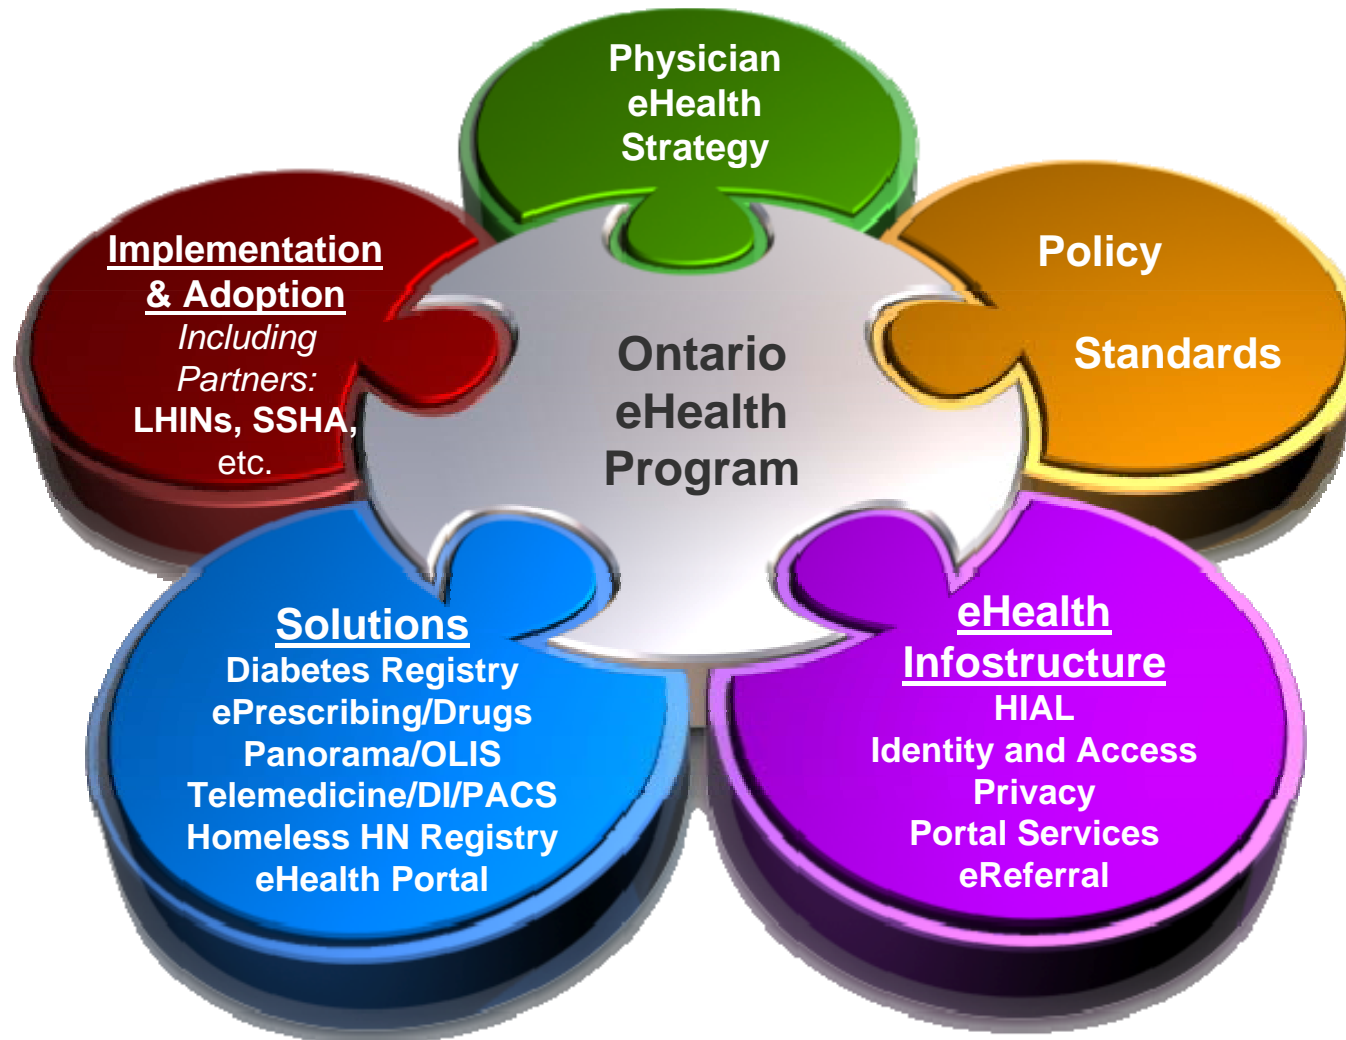 Physician
eHealth
Strategy
Implementation
& Adoption
Including
Partners:
LHINs, SSHA,
etc.
Policy
Standards
Ontario
eHealth
Program
Solutions
Diabetes Registry
ePrescribing/Drugs
Panorama/OLIS
Telemedicine/DI/PACS
Homeless HN Registry
eHealth Portal
eHealth
Infostructure
HIAL
Identity and Access
Privacy
Portal Services
eReferral